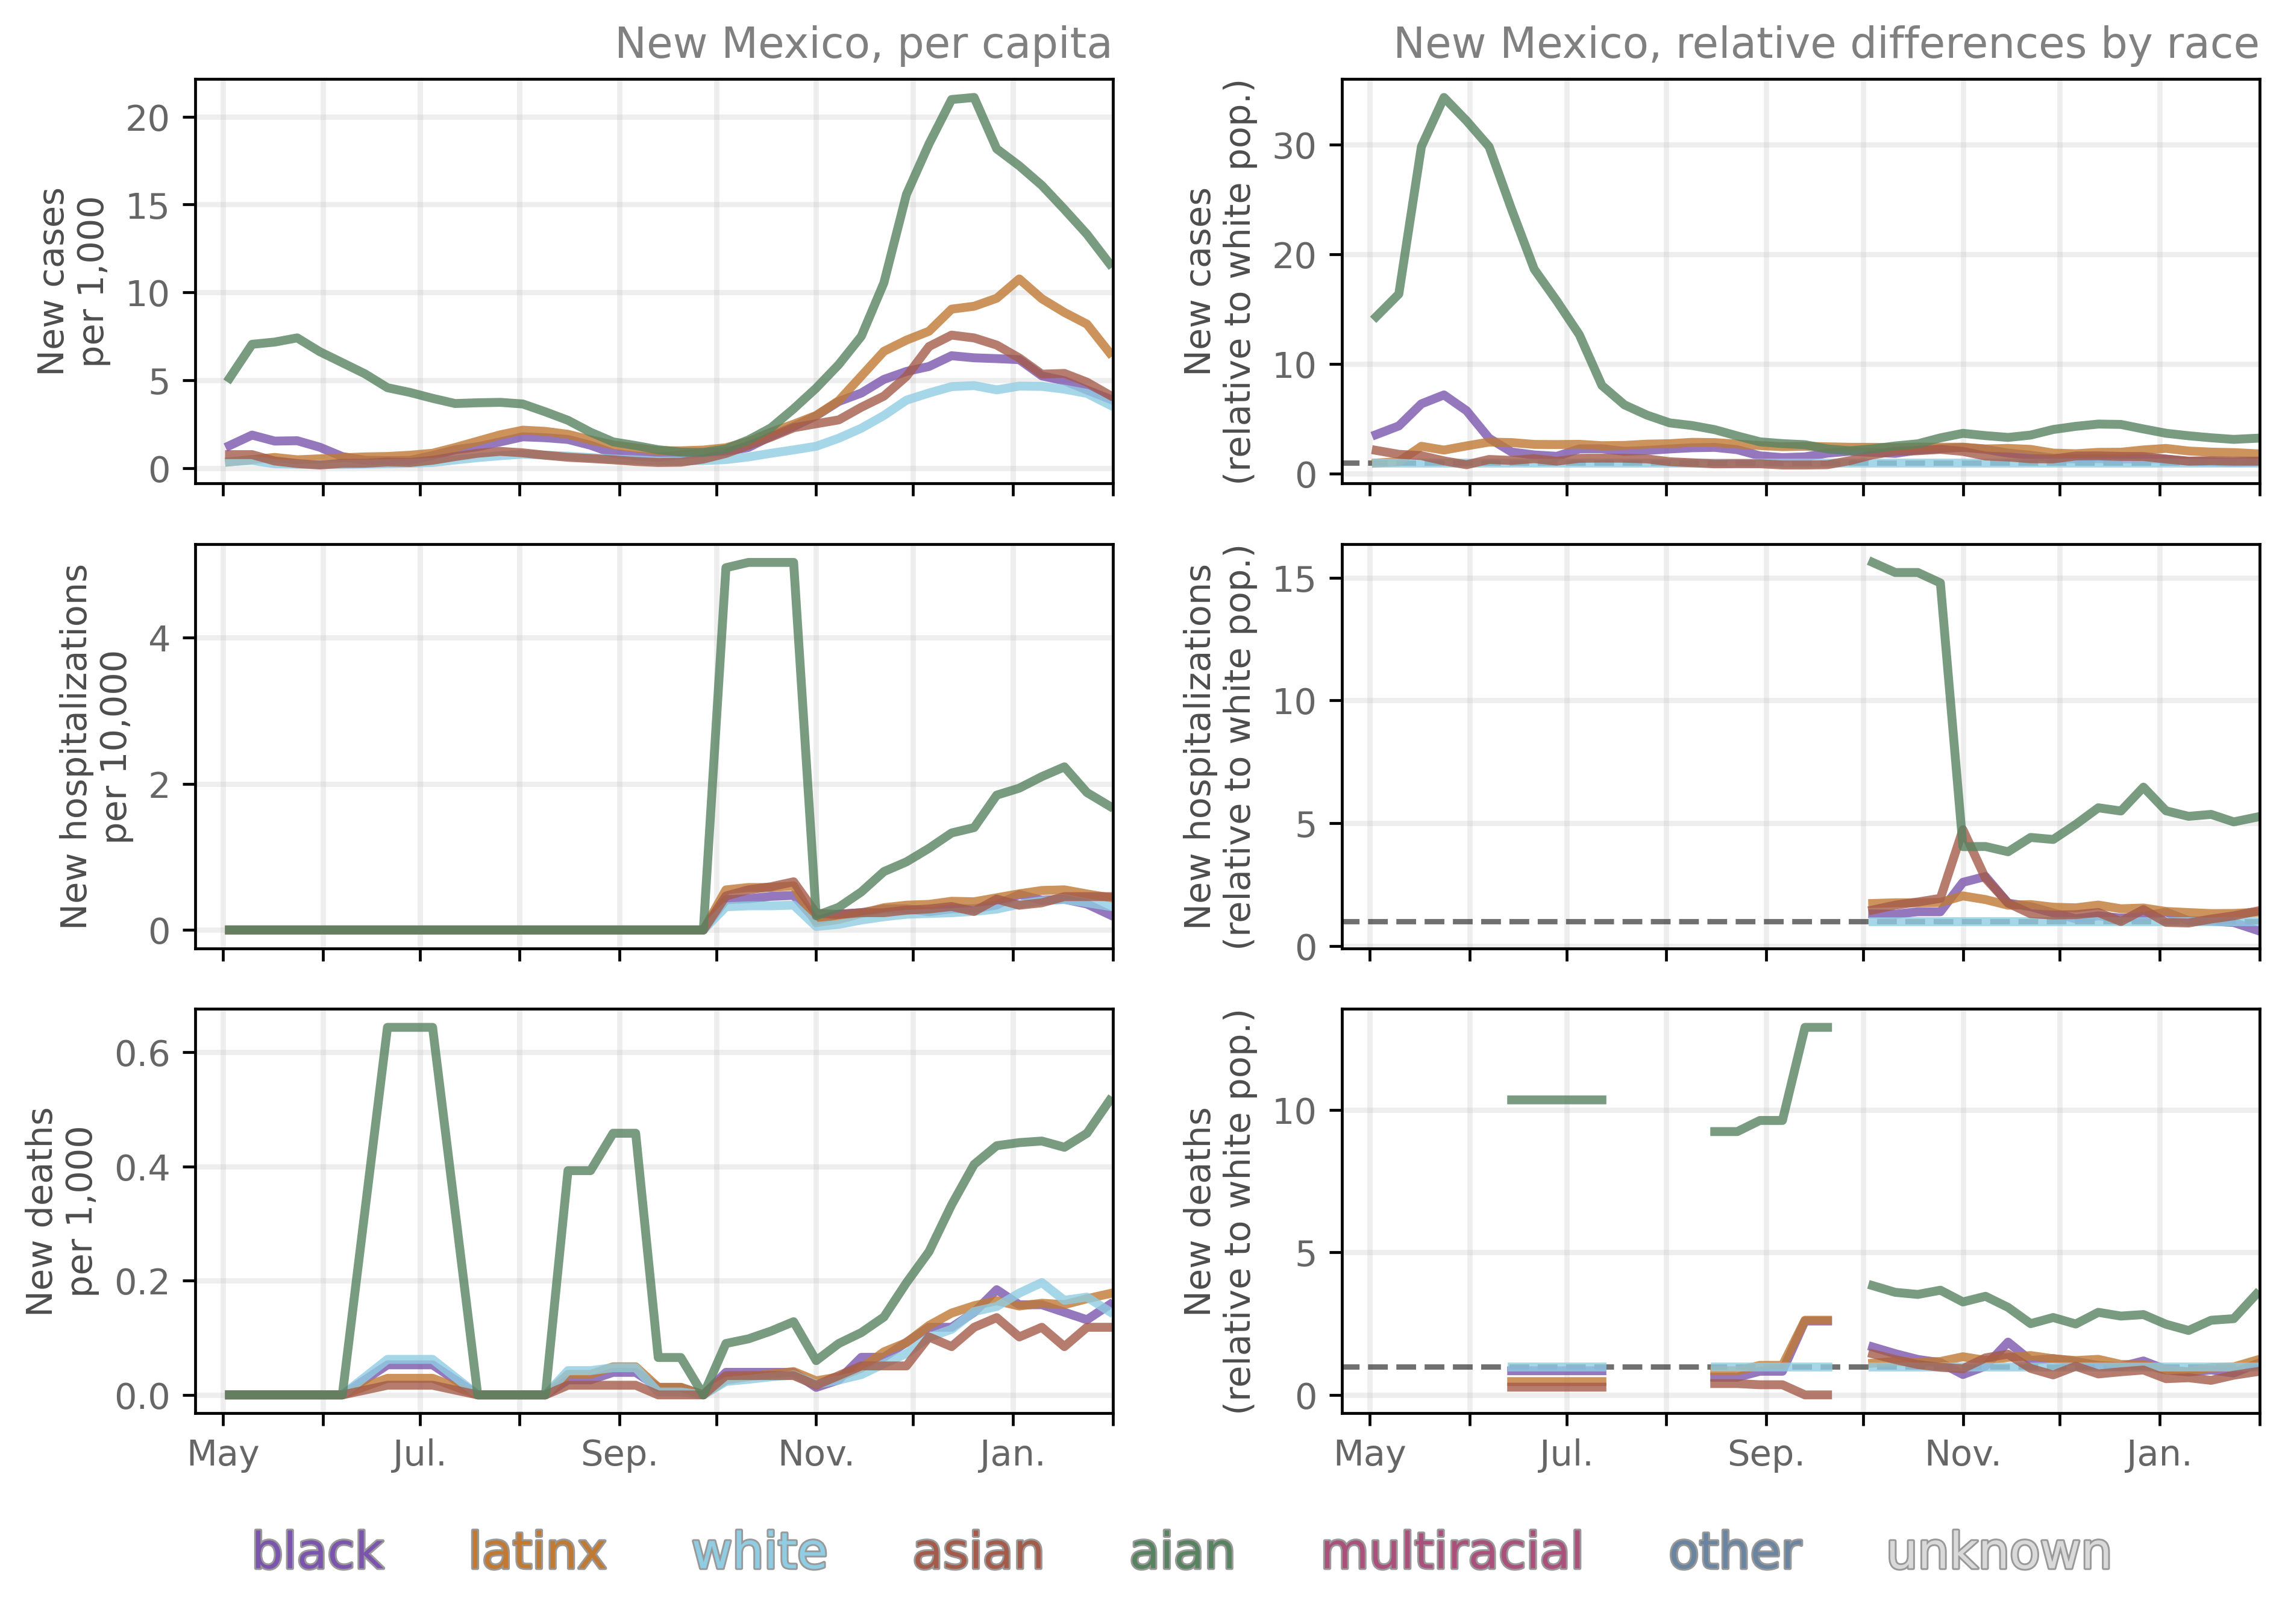 New Mexico, per capita
New Mexico, relative differences by race
New cases
per 1,000
20
15
10
5
0
New cases
(relative to white pop.)
30
20
10
0
New hospitalizations
per 10,000
4
2
0
New hospitalizations
(relative to white pop.)
15
10
5
0
New deaths
per 1,000
0.6
0.4
0.2
0.0
May Jul. Sep. Nov. Jan.
New deaths
(relative to white pop.)
10
5
0
May Jul. Sep. Nov. Jan.
black latinx white asian aian multiracial other unknown